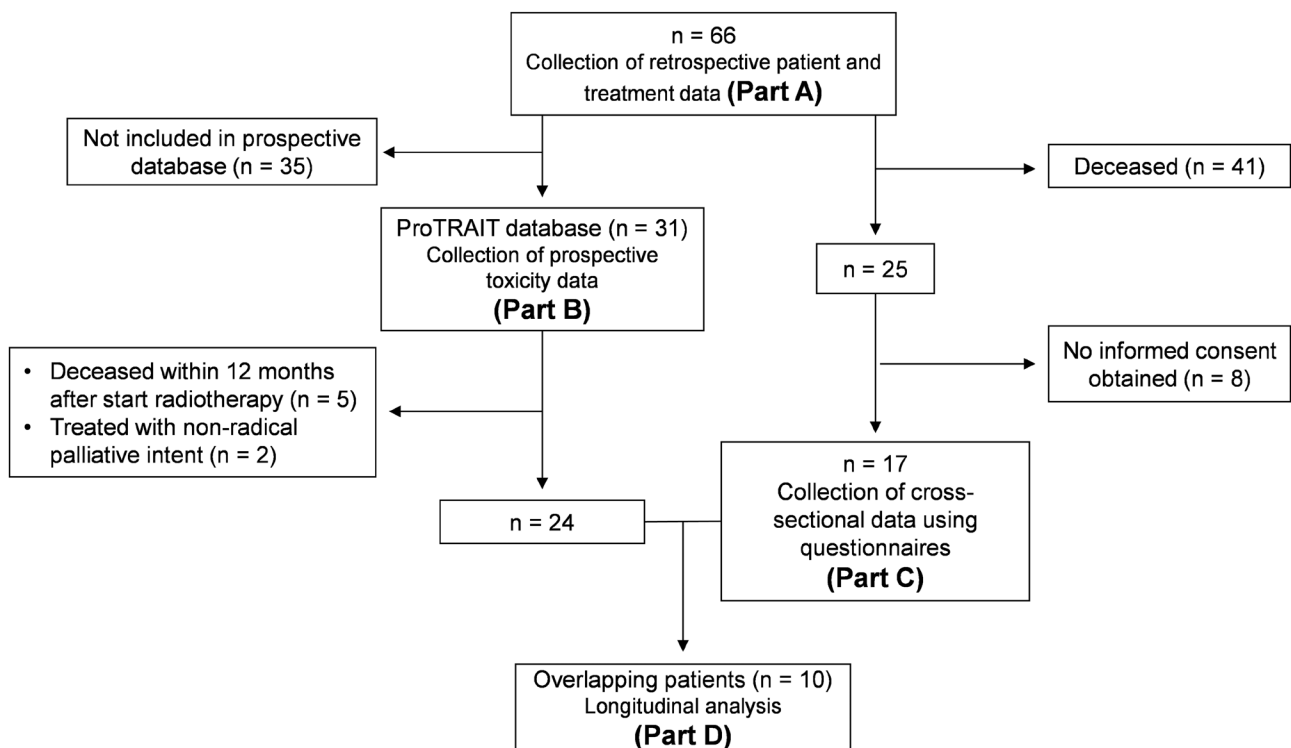 n = 66
Collection of retrospective patient and
treatment data (Part A)
Not included in prospective
database (n = 35)
Deceased (n = 41)
ProTRAIT database (n = 31)
Collection of prospective
toxicity data
(Part B)
n = 25
• Deceased within 12 months
after start radiotherapy (n = 5)
• Treated with non-radical
palliative intent (n = 2)
No informed consent
obtained (n = 8)
n = 24
n = 17
Collection of cross-
sectional data using
questionnaires
(Part C)
Overlapping patients (n = 10)
Longitudinal analysis
(Part D)